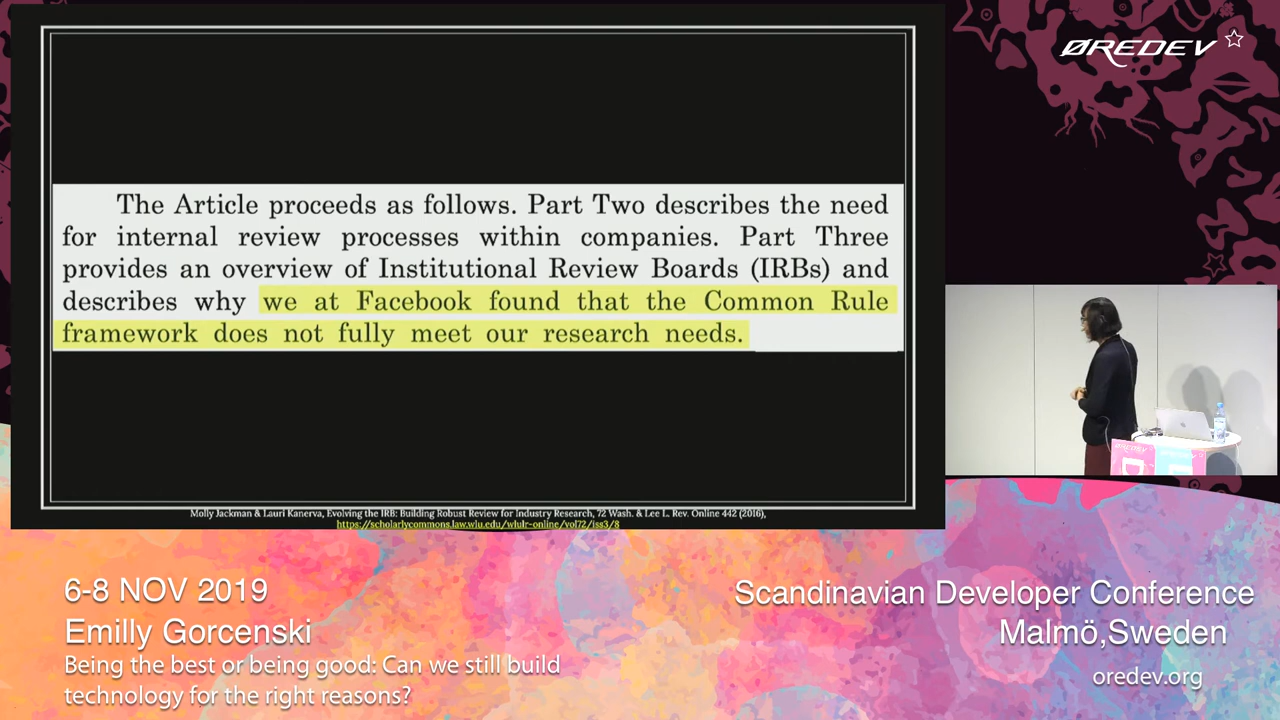 ØREDEV
The Article proceeds as follows. Part Two describes the need
for internal review processes within companies. Part Three
provides an overview of Institutional Review Boards (IRBs) and
describes why we at Facebook found that the Common Rule
framework does not fully meet our research needs.
Molly Jackman & Lauri Kanerva, Evolving the IRB: Building Robust Review for Industry Research, 72 Wash. & Lee L. Rev. Online 442 (2016),
https://scholarlycommons.law.wlu.edu/wlulr-online/vol72/iss3/8
6-8 NOV 2019
Emilly Gorcenski
Being the best or being good: Can we still build
technology for the right reasons?
Scandinavian Developer Conference
Malmö,Sweden
oredev.org